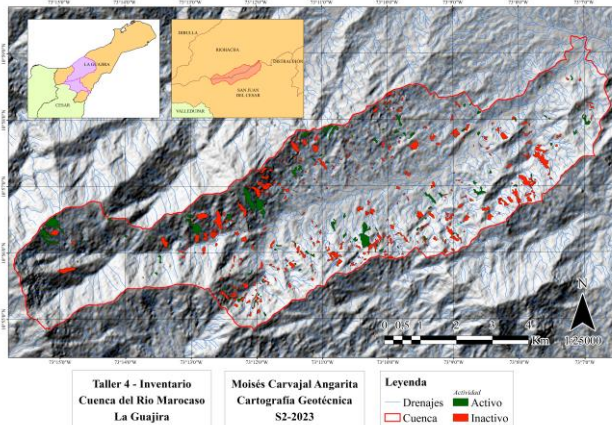 DIBULLA
RIOHACHA
LA GUAJIRA
DISTRACCION
CESAR
SAN JUAN
DEL CESAR
VALLEDUPAR
N
0 0,5 1 2 3 4
Km
1:25000
Taller 4 - Inventario
Cuenca del Rio Marocaso
La Guajira
Moisés Carvajal Angarita
Cartografía Geotécnica
S2-2023
Leyenda
Actividad
Drenajes
Activo
Cuenca
Inactivo